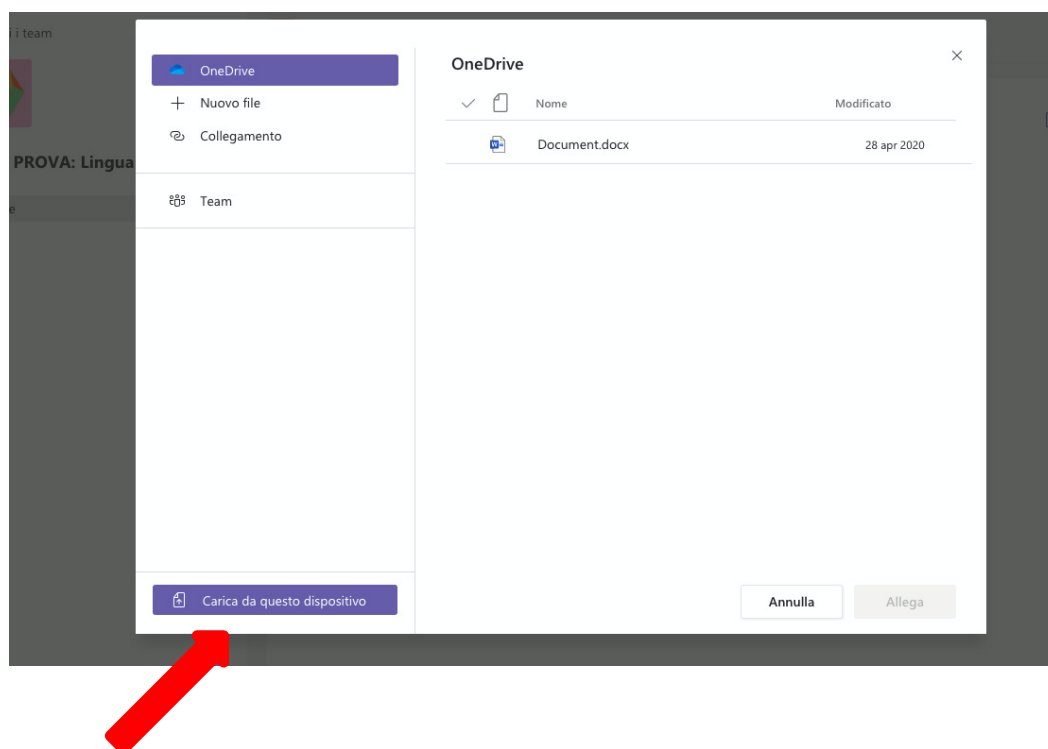 i team
PROVA: Lingua
e
OneDrive
Nuovo file
Collegamento
Team
Carica da questo dispositivo
OneDrive
Nome Modificato
Document.docx 28 apr 2020
Annulla Allega